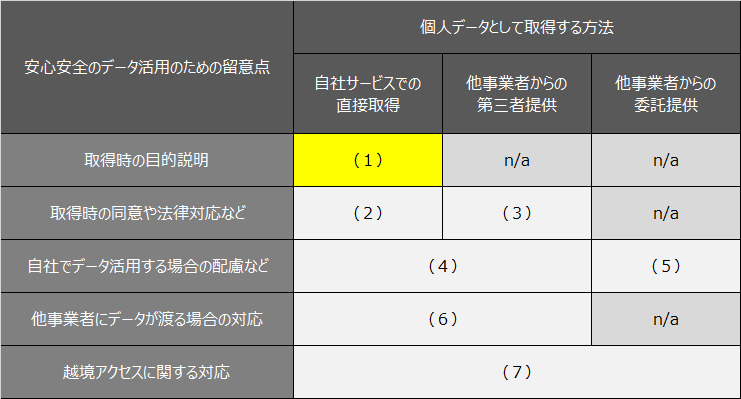 安心安全のデータ活用のための留意点
個人データとして取得する方法
自社サービスでの
直接取得
他事業者からの
第三者提供
他事業者からの
委託提供
取得時の目的説明
(1)
n/a
n/a
取得時の同意や法律対応など
(2)
(3)
n/a
自社でデータ活用する場合の配慮など
(4)
(5)
他事業者にデータが渡る場合の対応
(6)
n/a
越境アクセスに関する対応
(7)